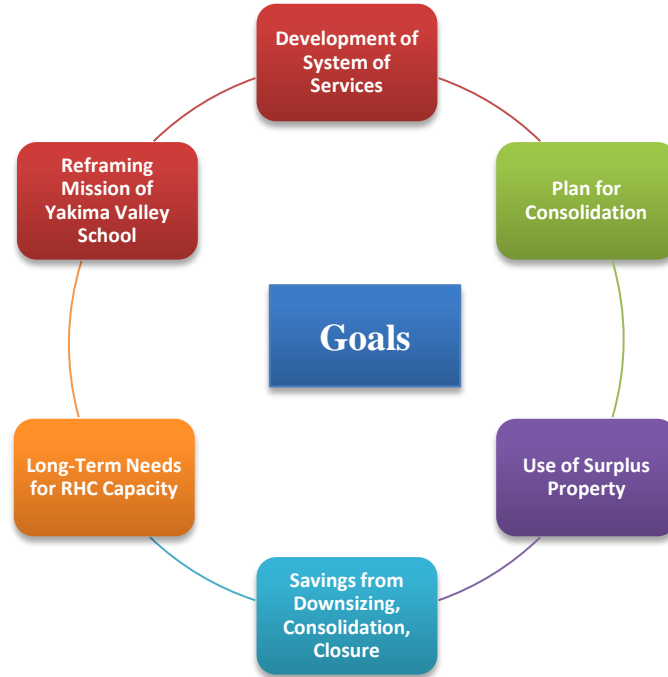 Development of
System of
Services
Reframing
Mission of
Yakima Valley
School
Plan for
Consolidation
Goals
Long-Term Needs
for RHC Capacity
Use of Surplus
Property
Savings from
Downsizing,
Consolidation,
Closure